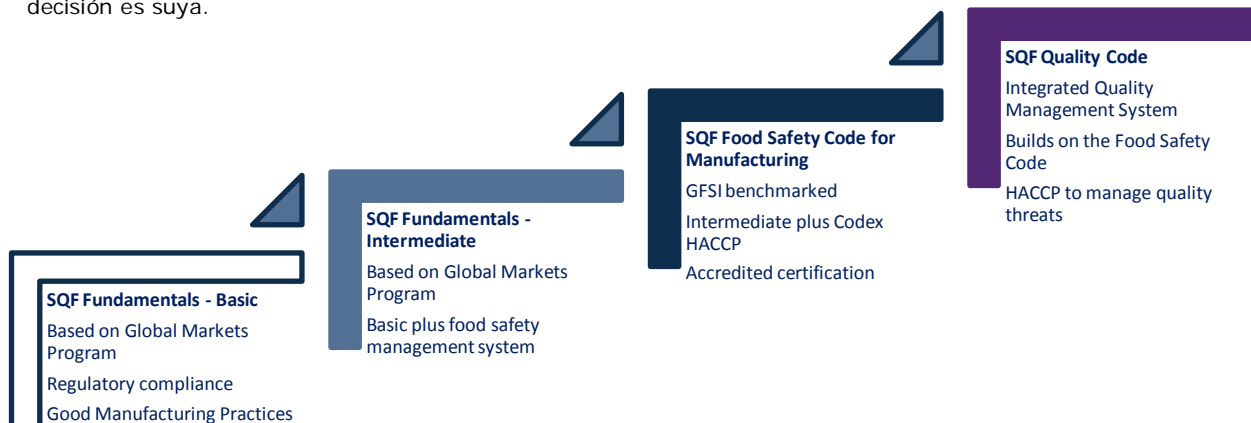 decisión es suya.
SQF Fundamentals - Basic
Based on Global Markets
Program
Regulatory compliance
Good Manufacturing Practices
SQF Fundamentals -
Intermediate
Based on Global Markets
Program
Basic plus food safety
management system
SQF Food Safety Code for
Manufacturing
GFSI benchmarked
Intermediate plus Codex
HACCP
Accredited certification
SQF Quality Code
Integrated Quality
Management System
Builds on the Food Safety
Code
HACCP to manage quality
threats